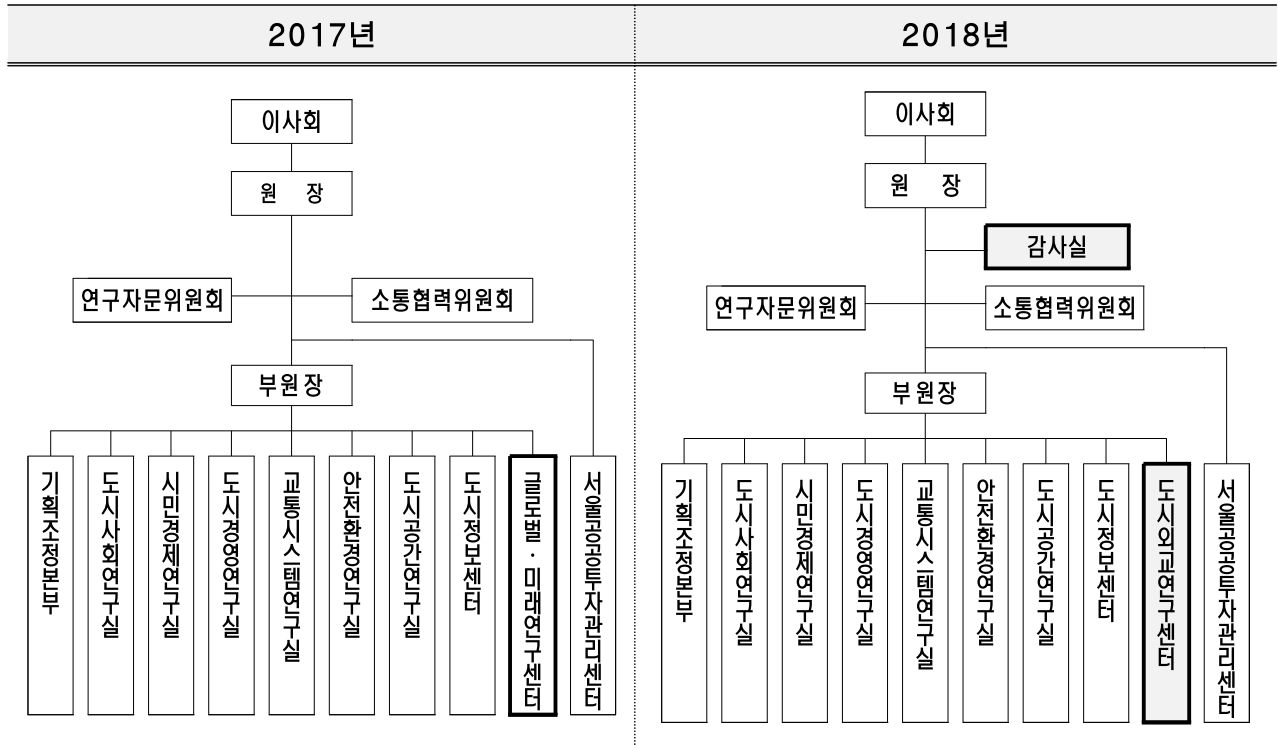 2017년
이사회
원 장
연구자문위원회
소통협력위원회
부원장
기획조정본부
도시사회연구실
시민경제연구실
도시경영연구실
교통시스템연구실
안전환경연구실
도시공간연구실
도시정보센터
글로벌·미래연구센터
서울공공투자관리센터
2018년
이사회
원 장
감사실
연구자문위원회
소통협력위원회
부원장
기획조정본부
도시사회연구실
시민경제연구실
도시경영연구실
교통시스템연구실
안전환경연구실
도시공간연구실
도시정보센터
도시외교연구센터
서울공공투자관리센터